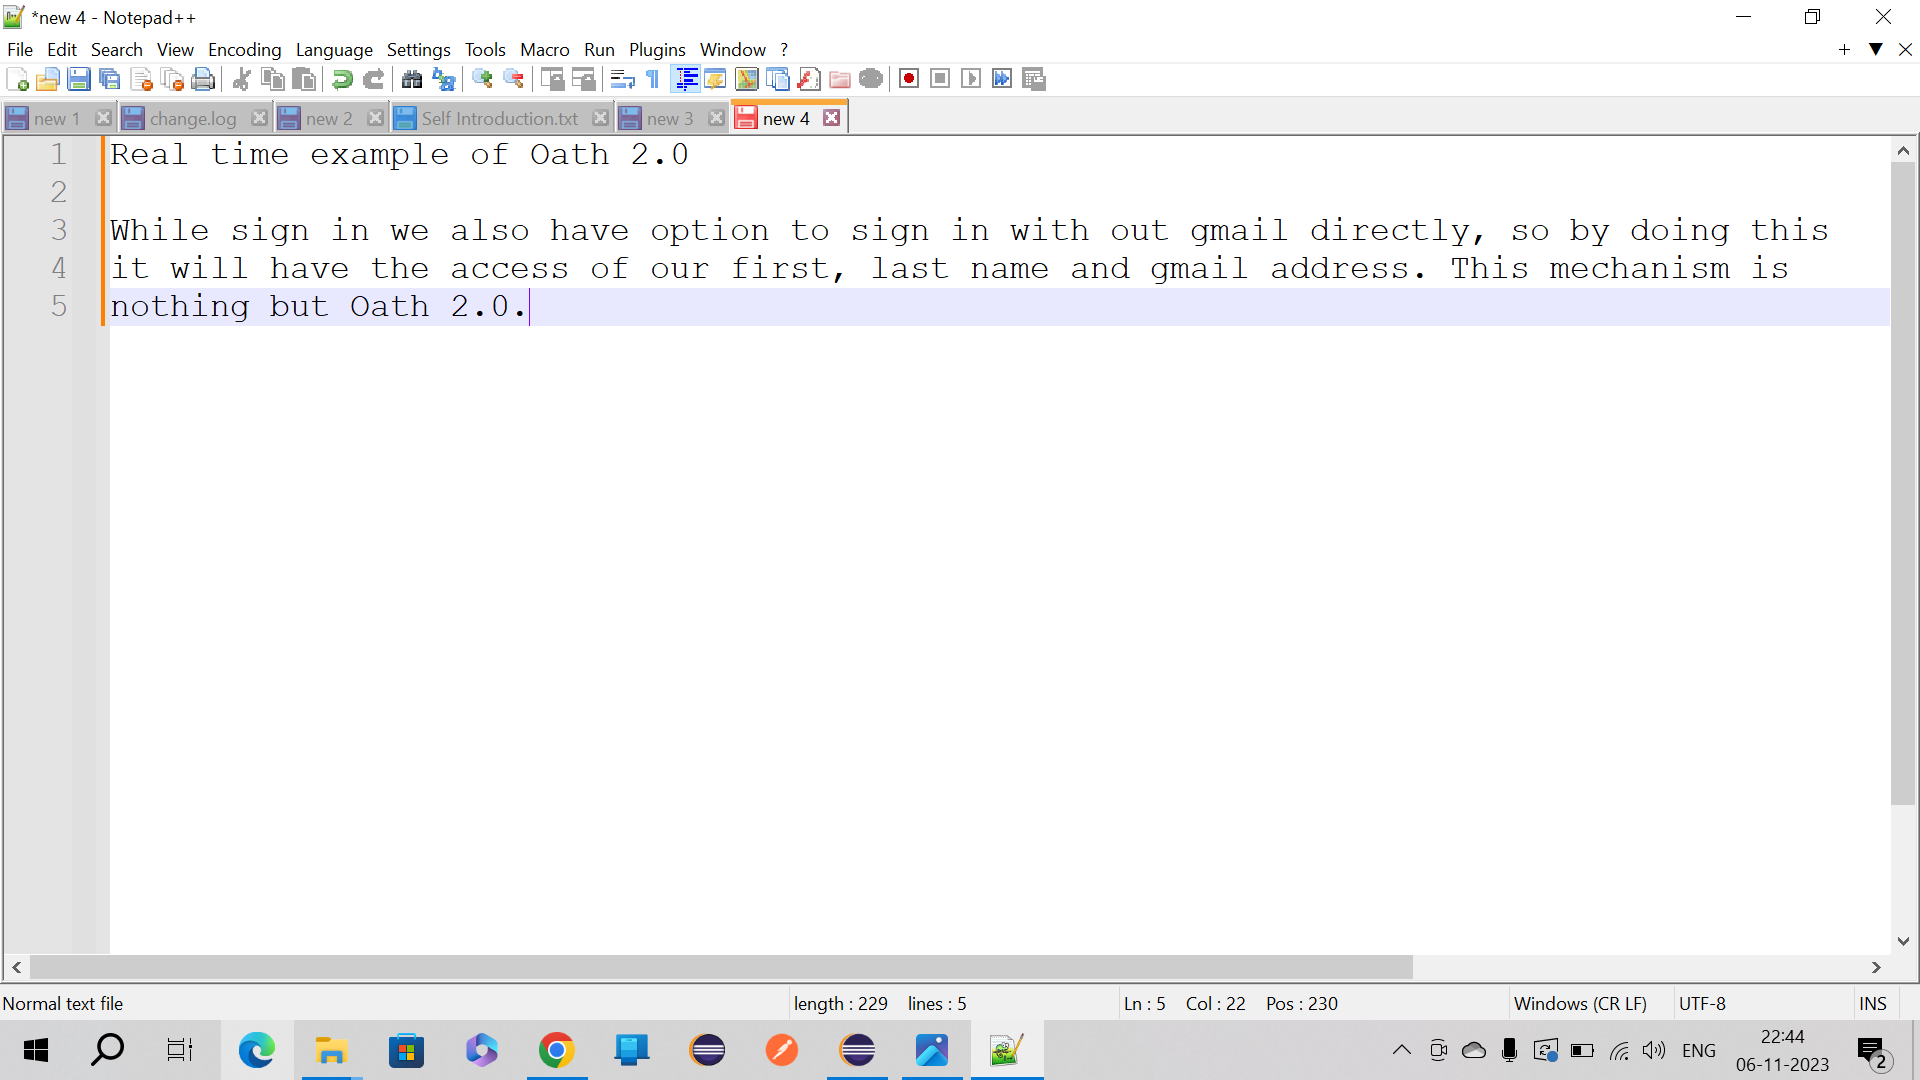 *new 4 - Notepad++
File Edit Search View Encoding Language Settings Tools Macro Run Plugins Window ?
new 1 change.log new 2 Self Introduction.txt new 3 new 4
1 Real time example of Oath 2.0
2
3 While sign in we also have option to sign in with out gmail directly, so by doing this
4 it will have the access of our first, last name and gmail address. This mechanism is
5 nothing but Oath 2.0.
Normal text file length : 229 lines : 5 Ln : 5 Col : 22 Pos : 230 Windows (CR LF) UTF-8 INS
ENG 22:44
06-11-2023 2